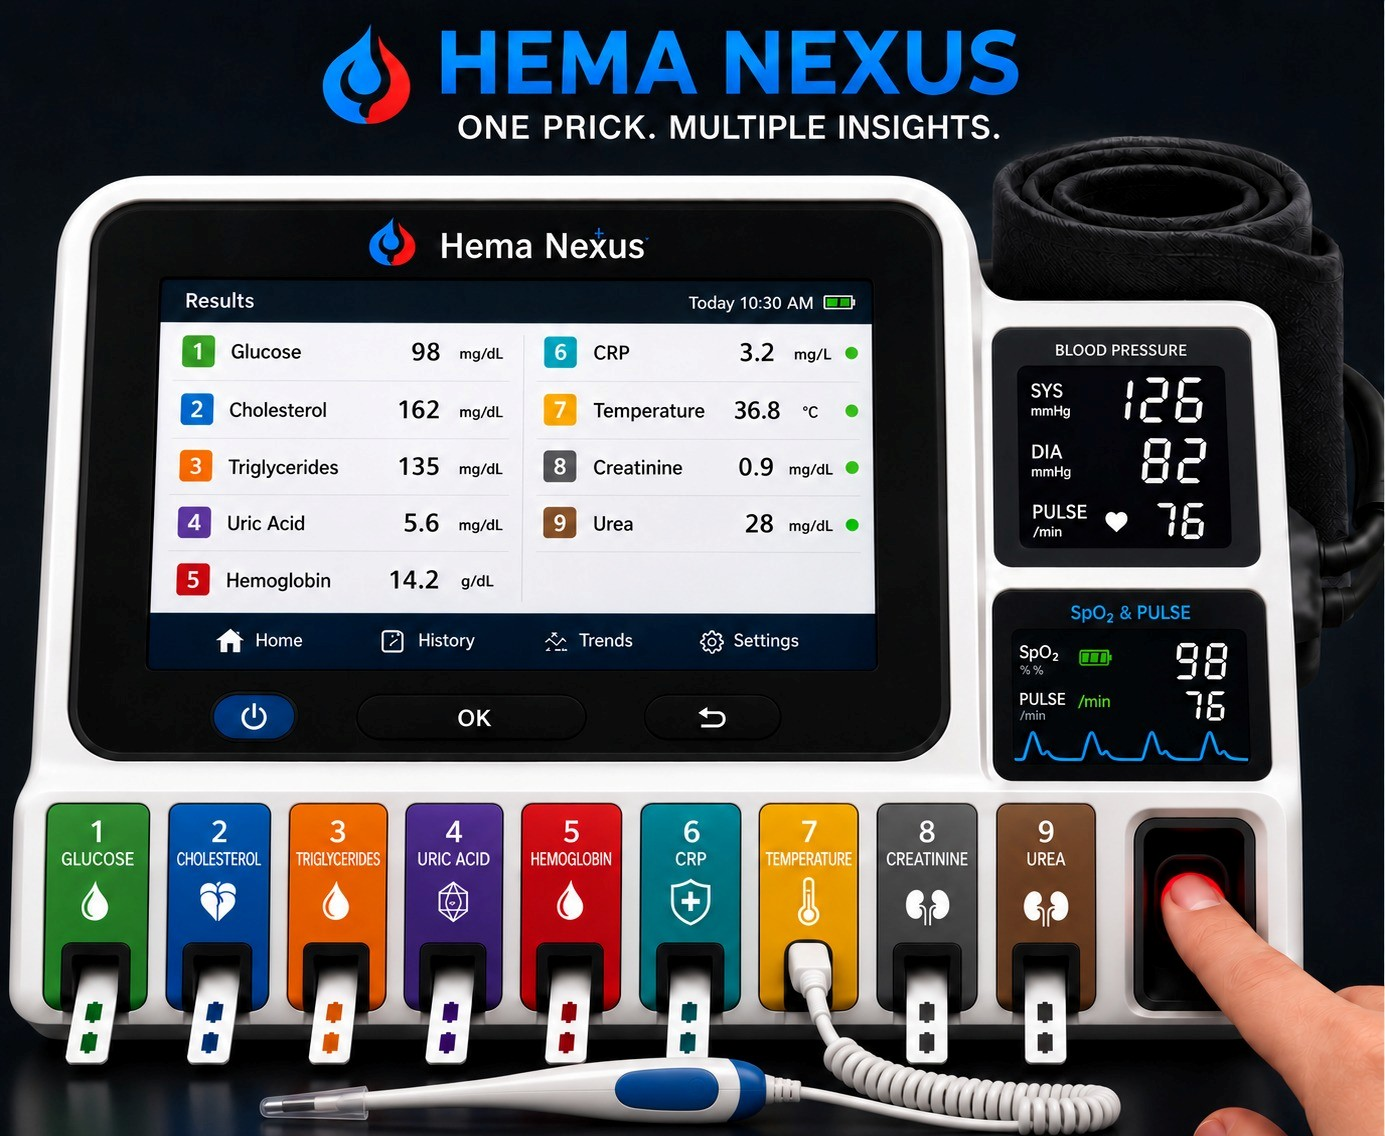 HEMA NEXUS
ONE PRICK. MULTIPLE INSIGHTS.
Hema Nexus
Results
Today 10:30 AM
1 Glucose 98 mg/dL
2 Cholesterol 162 mg/dL
3 Triglycerides 135 mg/dL
4 Uric Acid 5.6 mg/dL
5 Hemoglobin 14.2 g/dL
6 CRP 3.2 mg/L
7 Temperature 36.8 °C
8 Creatinine 0.9 mg/dL
9 Urea 28 mg/dL
Home History Trends Settings
OK
BLOOD PRESSURE
SYS 126
mmHg
DIA 82
mmHg
PULSE 76
/min
SpO₂ & PULSE
SpO₂ 98
%%
PULSE /min 76
/min
1
GLUCOSE
2
CHOLESTEROL
3
TRIGLYCERIDES
4
URIC ACID
5
HEMOGLOBIN
6
CRP
7
TEMPERATURE
8
CREATININE
9
UREA